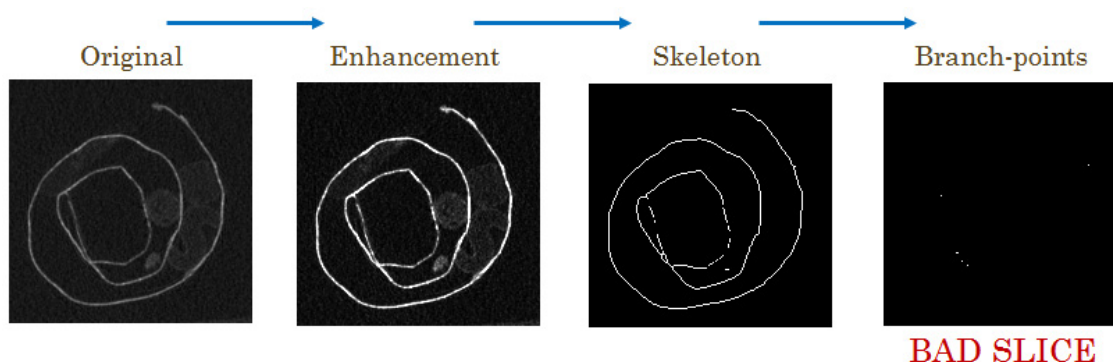 Original
Enhancement
Skeleton
Branch-points
BAD SLICE